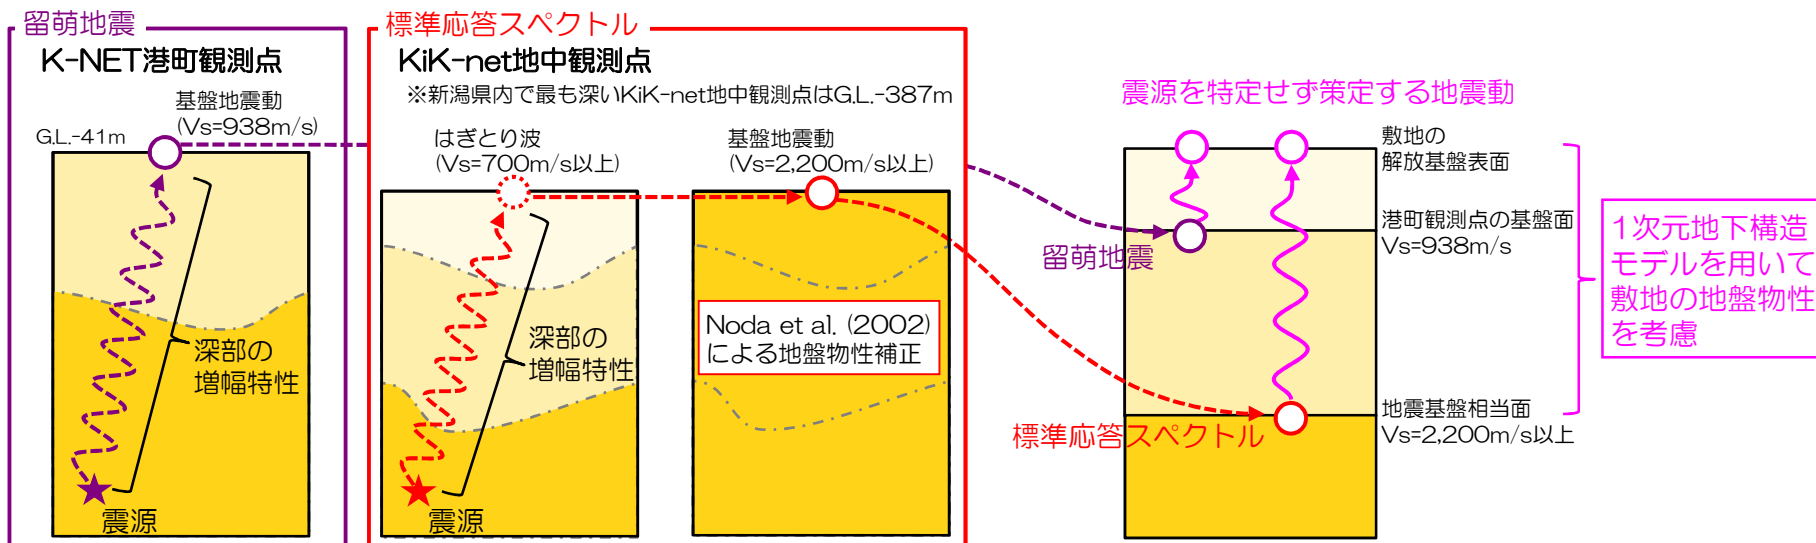 留萌地震
K-NET港町観測点
基盤地震動
(Vs=938m/s)
G.L.-41m
深部の
増幅特性
震源
標準応答スペクトル
KiK-net地中観測点
※新潟県内で最も深いKiK-net地中観測点はG.L.-387m
はぎとり波
(Vs=700m/s以上)
基盤地震動
(Vs=2,200m/s以上)
深部の
増幅特性
震源
Noda et al. (2002)
による地盤物性補正
震源を特定せず策定する地震動
敷地の
解放基盤表面
港町観測点の基盤面
Vs=938m/s
留萌地震
標準応答スペクトル
地震基盤相当面
Vs=2,200m/s以上
1次元地下構造
モデルを用いて
敷地の地盤物性
を考慮